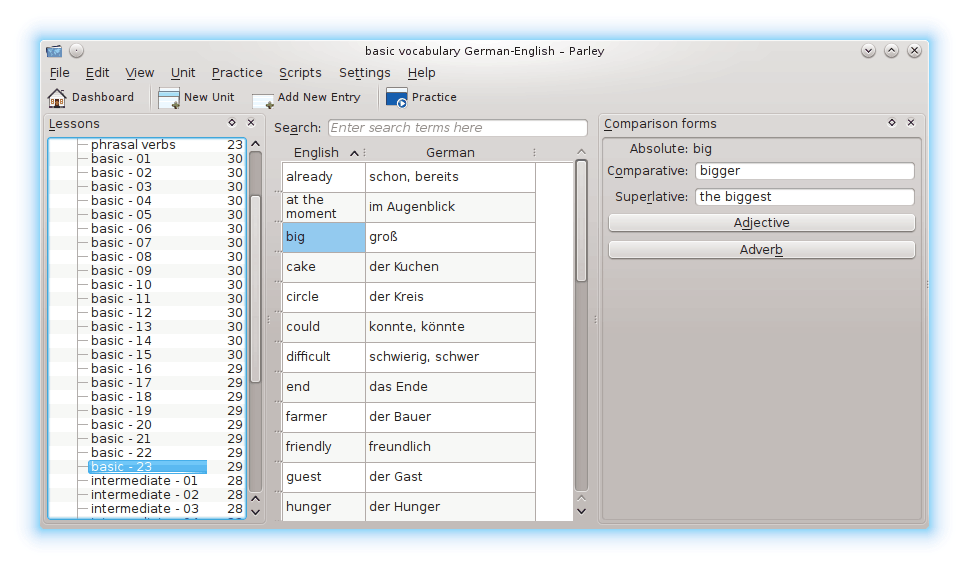 basic vocabulary German-English – Parley
File Edit View Unit Practice Scripts Settings Help
Dashboard New Unit Add New Entry Practice
Lessons
phrasal verbs 23
basic - 01 30
basic - 02 30
basic - 03 30
basic - 04 30
basic - 05 30
basic - 06 30
basic - 07 30
basic - 08 30
basic - 09 30
basic - 10 30
basic - 11 30
basic - 12 30
basic - 13 30
basic - 14 30
basic - 15 30
basic - 16 29
basic - 17 29
basic - 18 29
basic - 19 29
basic - 20 29
basic - 21 29
basic - 22 29
basic - 23 29
intermediate - 01 28
intermediate - 02 28
intermediate - 03 28
Search: Enter search terms here
English German
already schon, bereits
at the
moment im Augenblick
big groß
cake der Kuchen
circle der Kreis
could konnte, könnte
difficult schwierig, schwer
end das Ende
farmer der Bauer
friendly freundlich
guest der Gast
hunger der Hunger
Comparison forms
Absolute: big
Comparative: bigger
Superlative: the biggest
Adjective
Adverb